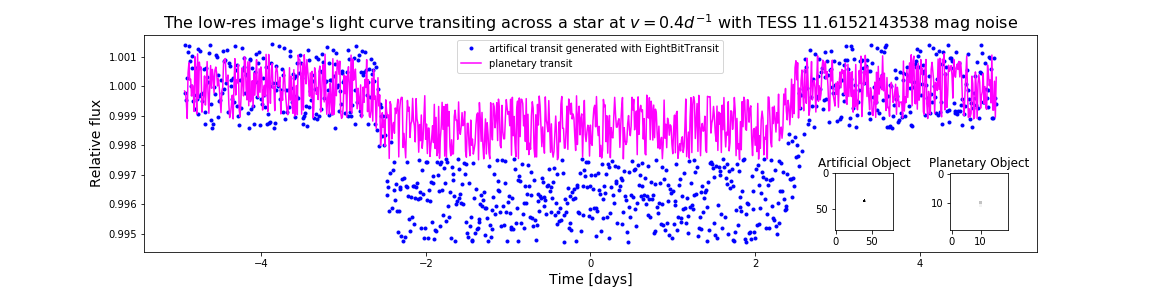 The low-res image's light curve transiting across a star at v = 0.4d⁻¹ with TESS 11.6152143538 mag noise
artifical transit generated with EightBitTransit
planetary transit
Relative flux
1.001
1.000
0.999
0.998
0.997
0.996
0.995
Artificial Object
Planetary Object
0
50
0
50
0
10
0
10
−4
−2
0
2
4
Time [days]